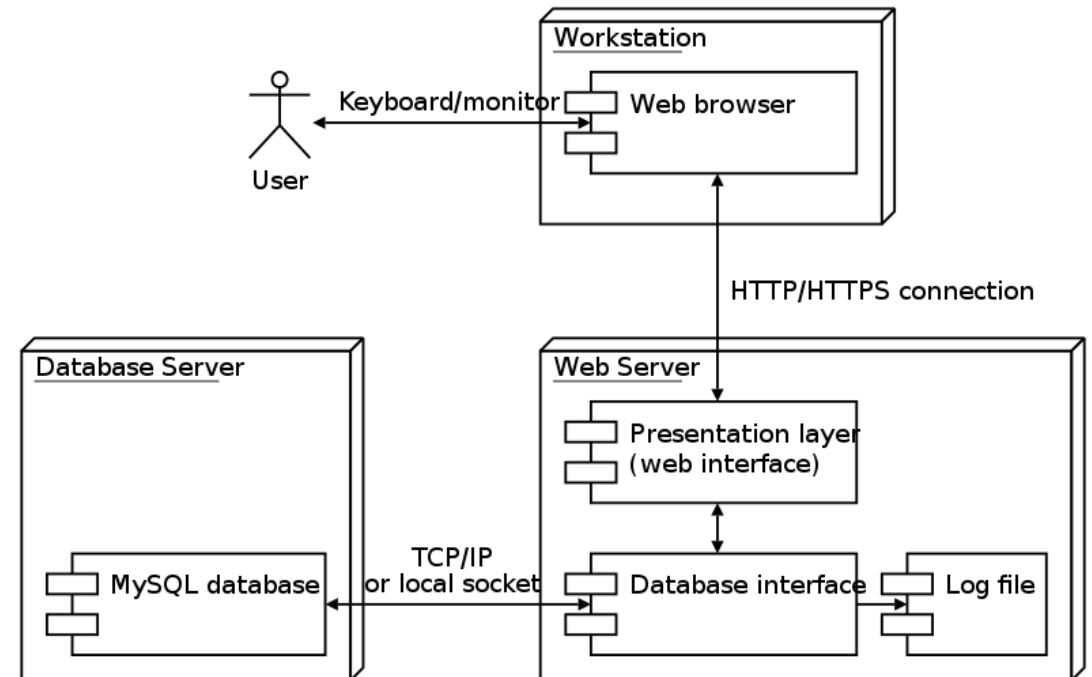 Workstation
Keyboard/monitor
Web browser
User
HTTP/HTTPS connection
Database Server
Web Server
Presentation layer
(web interface)
TCP/IP
or local socket
MySQL database
Database interface
Log file